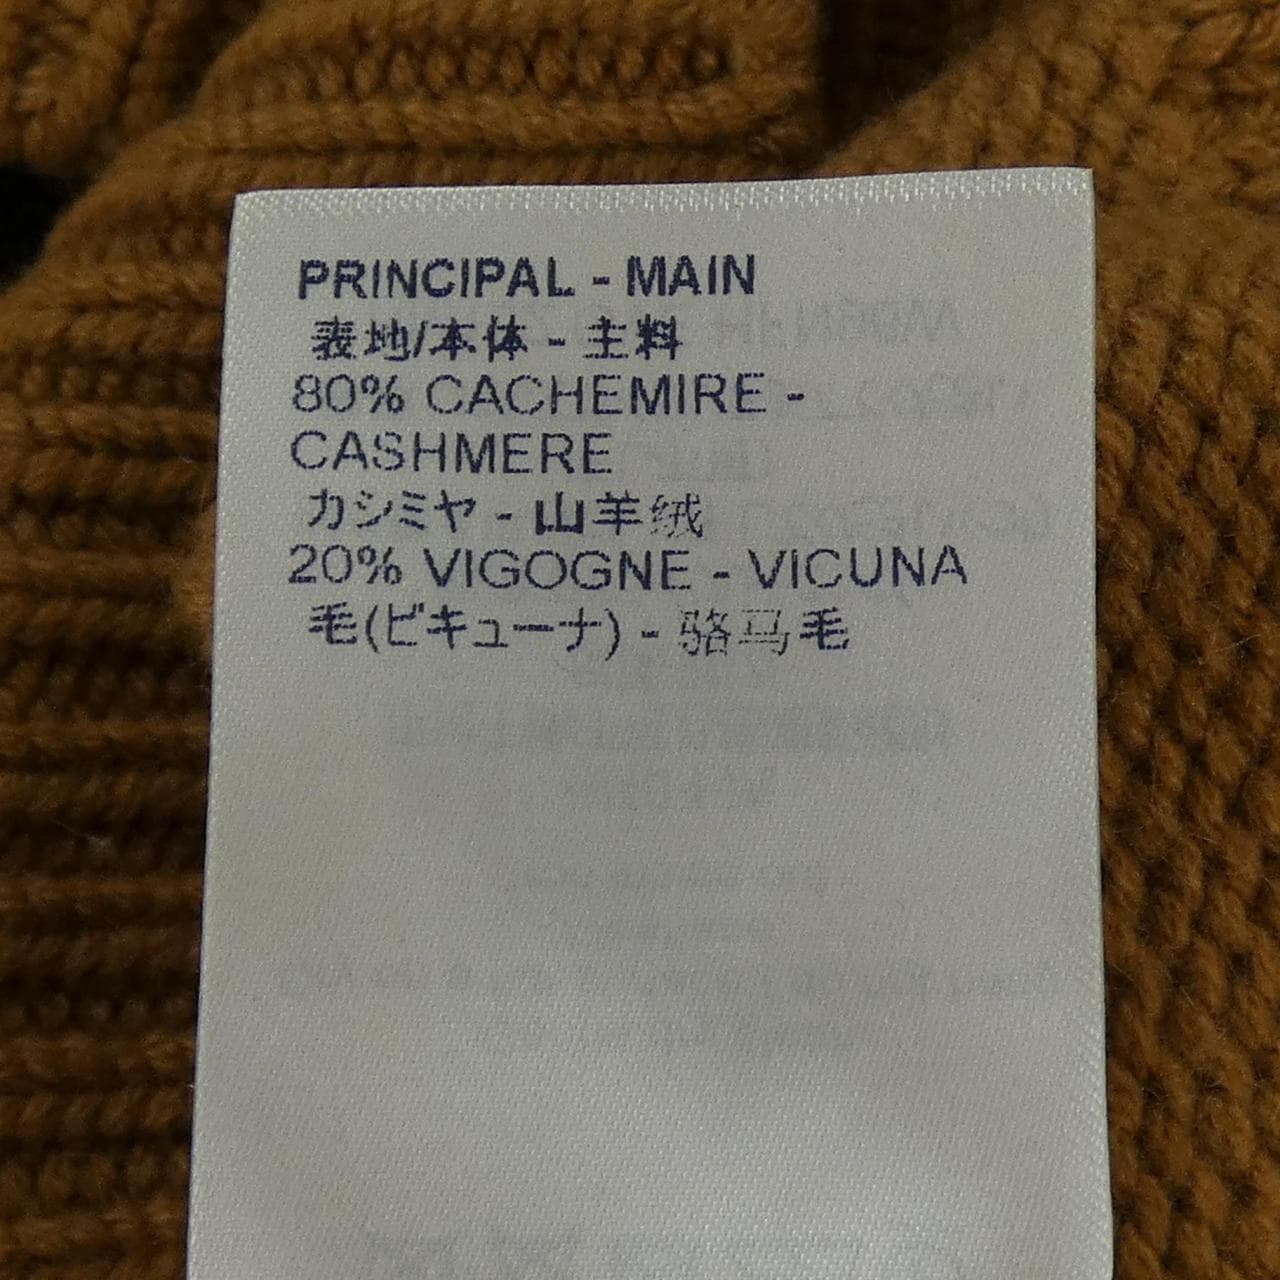 PRINCIPAL - MAIN
表地/本体 - 主料
80% CACHEMIRE -
CASHMERE
カシミヤ - 山羊绒
20% VIGOGNE - VICUNA
毛(ビキューナ) - 骆马毛